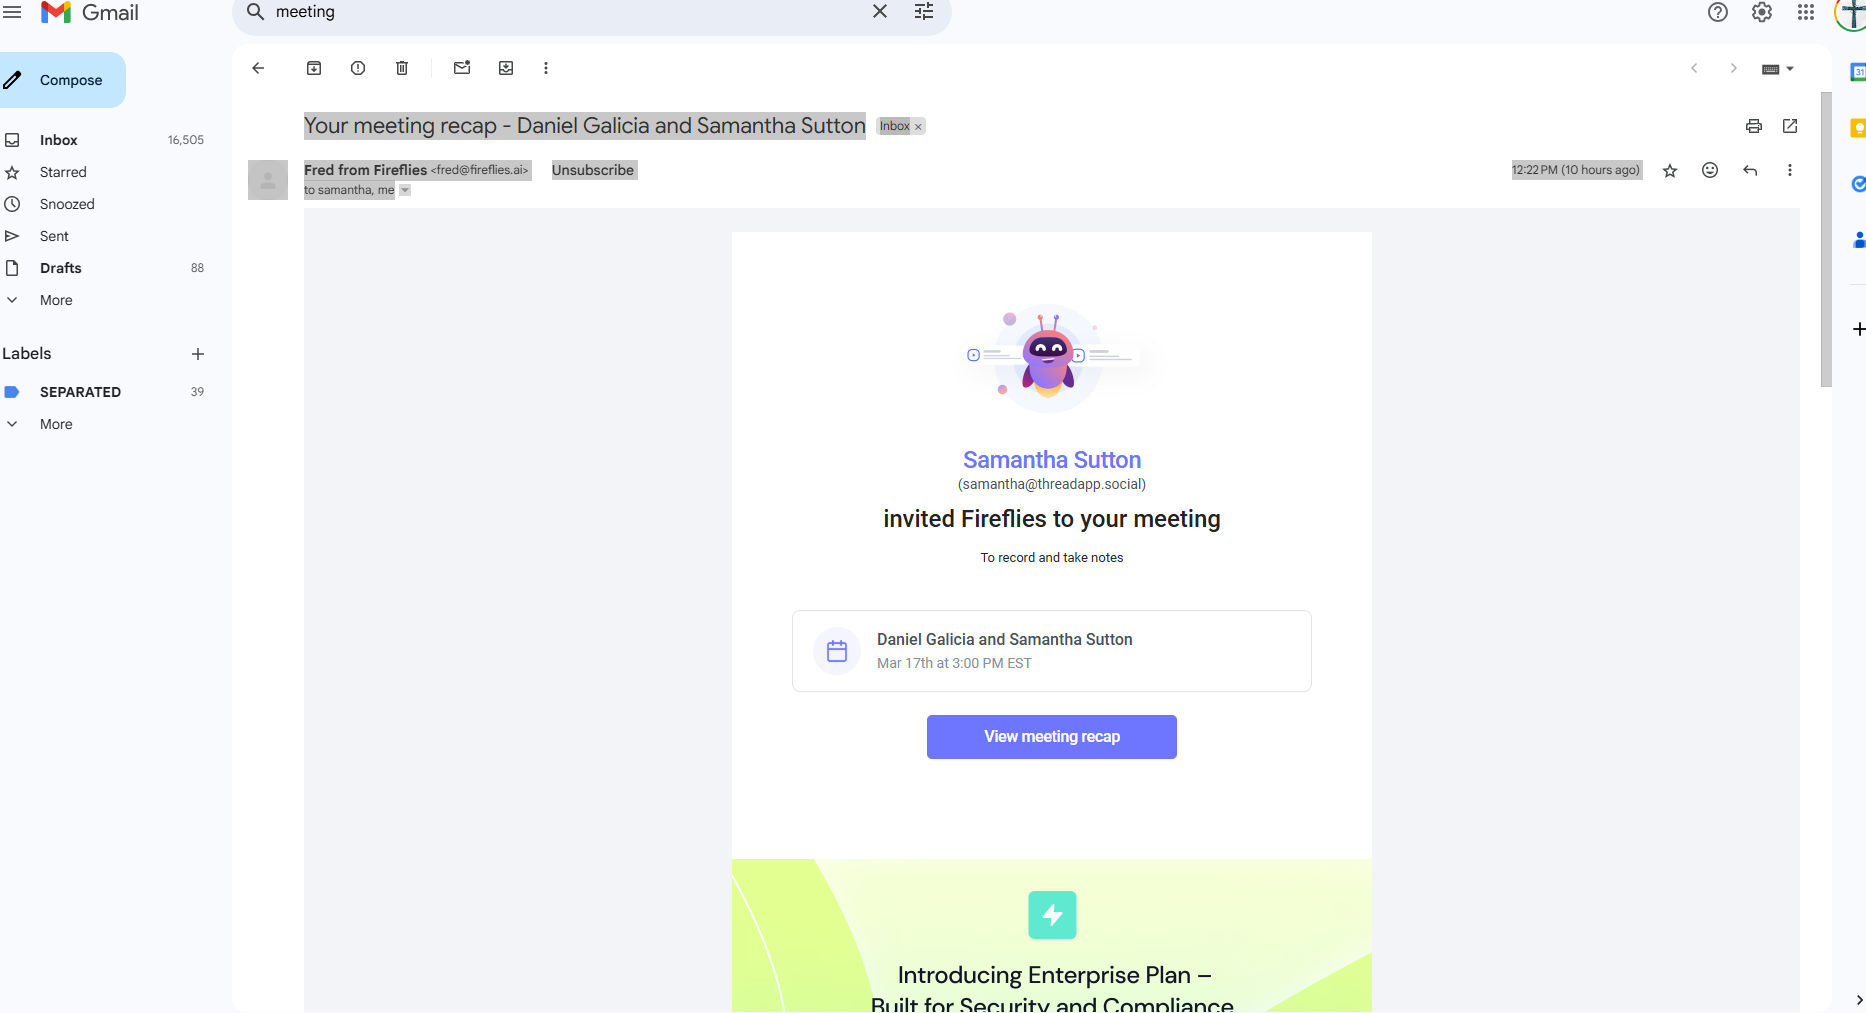 Gmail
meeting
Compose
Inbox 16,505
Starred
Snoozed
Sent
Drafts 88
More
Labels
SEPARATED 39
More
Your meeting recap - Daniel Galicia and Samantha Sutton Inbox ×
Fred from Fireflies <fred@fireflies.ai> Unsubscribe 12:22 PM (10 hours ago)
to samantha, me
Samantha Sutton
(samantha@threadapp.social)
invited Fireflies to your meeting
To record and take notes
Daniel Galicia and Samantha Sutton
Mar 17th at 3:00 PM EST
View meeting recap
Introducing Enterprise Plan –
Built for Security and Compliance
31